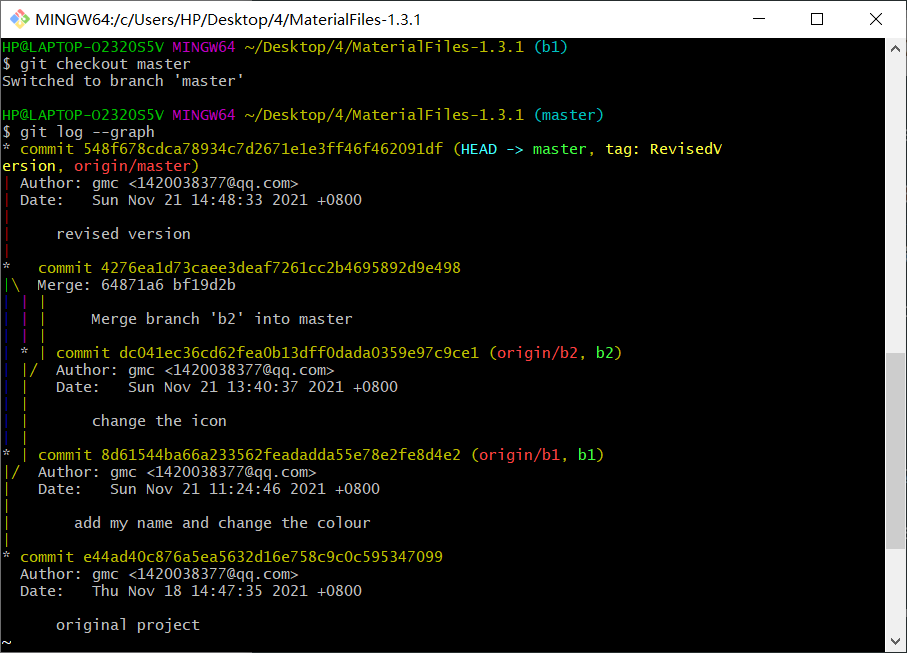 MINGW64:/c/Users/HP/Desktop/4/MaterialFiles-1.3.1
HP@LAPTOP-O2320S5V MINGW64 ~/Desktop/4/MaterialFiles-1.3.1 (b1)
$ git checkout master
Switched to branch 'master'
HP@LAPTOP-O2320S5V MINGW64 ~/Desktop/4/MaterialFiles-1.3.1 (master)
$ git log --graph
* commit 548f678cdca78934c7d2671e1e3ff46f462091df (HEAD -> master, tag: RevisedV
ersion, origin/master)
| Author: gmc <1420038377@qq.com>
| Date:   Sun Nov 21 14:48:33 2021 +0800
|
|     revised version
|
*   commit 4276ea1d73caee3deaf7261cc2b4695892d9e498
|\  Merge: 64871a6 bf19d2b
| | |
| | |     Merge branch 'b2' into master
| | |
| * | commit dc041ec36cd62fea0b13dff0dada0359e97c9ce1 (origin/b2, b2)
| |/  Author: gmc <1420038377@qq.com>
| |   Date:   Sun Nov 21 13:40:37 2021 +0800
| |
| |       change the icon
| |
* | commit 8d61544ba66a233562feadadda55e78e2fe8d4e2 (origin/b1, b1)
|/  Author: gmc <1420038377@qq.com>
|   Date:   Sun Nov 21 11:24:46 2021 +0800
|
|       add my name and change the colour
|
* commit e44ad40c876a5ea5632d16e758c9c0c595347099
  Author: gmc <1420038377@qq.com>
  Date:   Thu Nov 18 14:47:35 2021 +0800
      original project
~